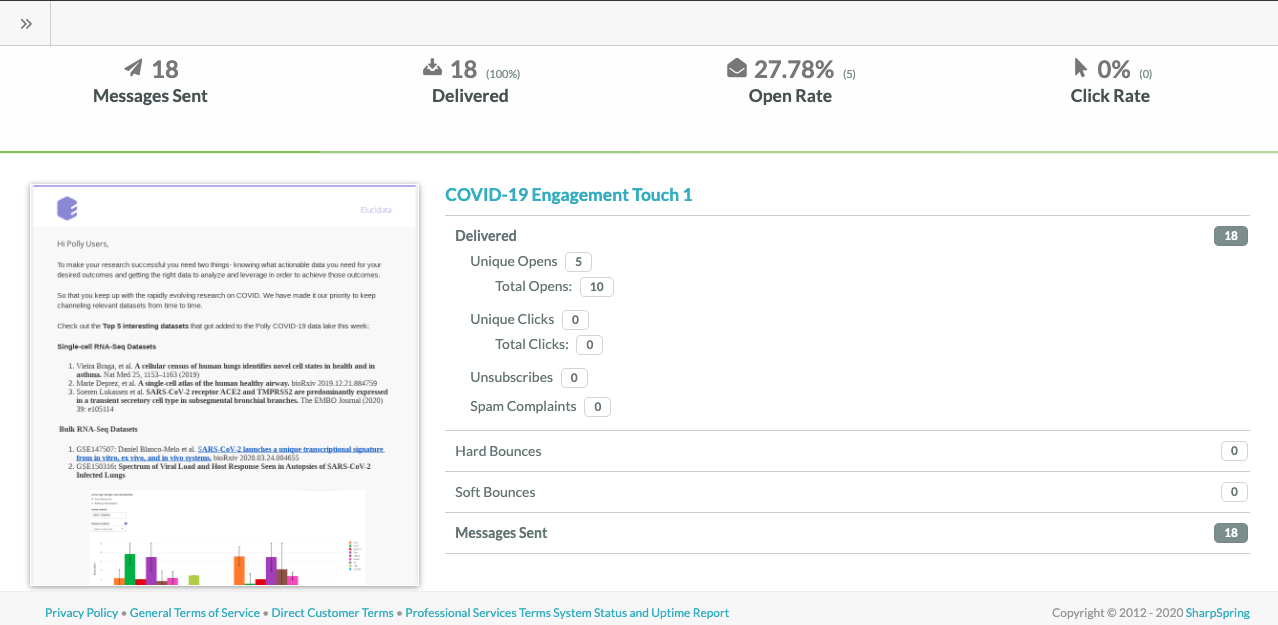 18
Messages Sent
18 (100%)
Delivered
27.78% (5)
Open Rate
0% (0)
Click Rate
Elucidata
Hi Polly Users,
To make your research successful you need two things- knowing what actionable data you need for your
desired outcomes and getting the right data to analyze and leverage in order to achieve those outcomes.
So that you keep up with the rapidly evolving research on COVID. We have made it our priority to keep
channeling relevant datasets from time to time.
Check out the Top 5 interesting datasets that got added to the Polly COVID-19 data lake this week:
Single-cell RNA-Seq Datasets
1. Vieira Braga, et al. A cellular census of human lungs identifies novel cell states in health and in
asthma. Nat Med 25, 1153–1163 (2019)
2. Marie Deprez, et al. A single-cell atlas of the human healthy airway. bioRxiv 2019.12.21.884759
3. Soeren Lukassen et al. SARS-CoV-2 receptor ACE2 and TMPRSS2 are predominantly expressed
in a transient secretory cell type in subsegmental bronchial branches. The EMBO Journal (2020)
39: e105114
Bulk RNA-Seq Datasets
1. GSE147507: Daniel Blanco-Melo et al. SARS-CoV-2 launches a unique transcriptional signature
from in vitro, ex vivo, and in vivo systems, bioRxiv 2020.03.24.004655
2. GSE150316: Spectrum of Viral Load and Host Response Seen in Autopsies of SARS-CoV-2
Infected Lungs
COVID-19 Engagement Touch 1
Delivered 18
Unique Opens 5
Total Opens: 10
Unique Clicks 0
Total Clicks: 0
Unsubscribes 0
Spam Complaints 0
Hard Bounces 0
Soft Bounces 0
Messages Sent 18
Privacy Policy • General Terms of Service • Direct Customer Terms • Professional Services Terms System Status and Uptime Report
Copyright © 2012 - 2020 SharpSpring